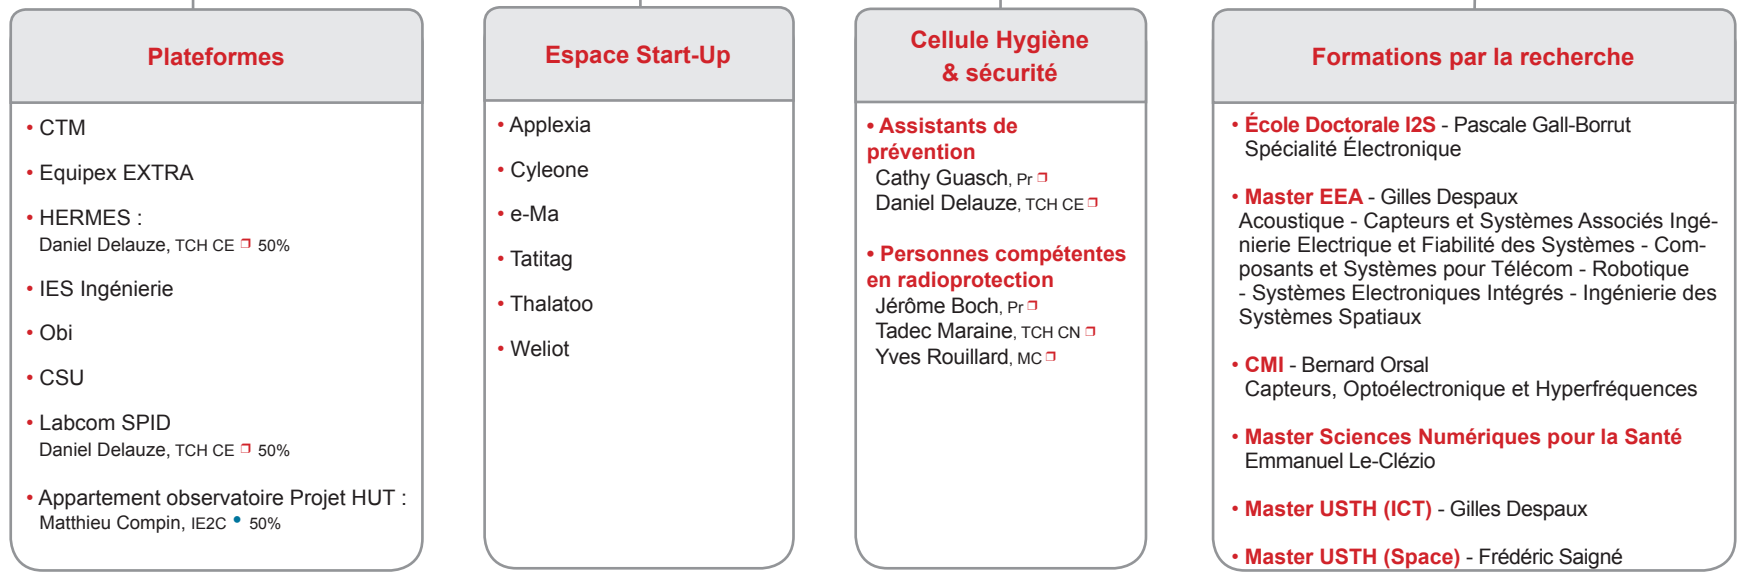 Plateformes
• CTM
• Equipex EXTRA
• HERMES :
Daniel Delauze, TCH CE ❐ 50%
• IES Ingénierie
• Obi
• CSU
• Labcom SPID
Daniel Delauze, TCH CE ❐ 50%
• Appartement observatoire Projet HUT :
Matthieu Compin, IE2C • 50%
Espace Start-Up
• Applexia
• Cyleone
• e-Ma
• Tatitag
• Thalatoo
• Weliot
Cellule Hygiène
& sécurité
• Assistants de
prévention
Cathy Guasch, Pr ❐
Daniel Delauze, TCH CE ❐
• Personnes compétentes
en radioprotection
Jérôme Boch, Pr ❐
Tadec Maraine, TCH CN ❐
Yves Rouillard, MC ❐
Formations par la recherche
• École Doctorale I2S - Pascale Gall-Borrut
Spécialité Électronique
• Master EEA - Gilles Despaux
Acoustique - Capteurs et Systèmes Associés Ingé-
nierie Electrique et Fiabilité des Systèmes - Com-
posants et Systèmes pour Télécom - Robotique
- Systèmes Electroniques Intégrés - Ingénierie des
Systèmes Spatiaux
• CMI - Bernard Orsal
Capteurs, Optoélectronique et Hyperfréquences
• Master Sciences Numériques pour la Santé
Emmanuel Le-Clézio
• Master USTH (ICT) - Gilles Despaux
• Master USTH (Space) - Frédéric Saigné